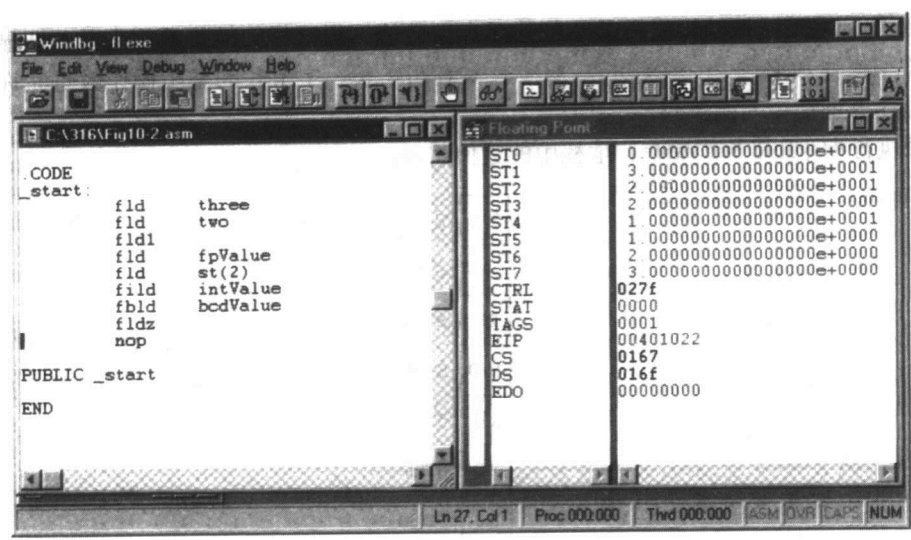 Windbg - fl.exe
File Edit View Debug Window Help
C:\316\Fig10-2.asm
.CODE
_start:
fld three
fld two
fld1
fld fpValue
fld st(2)
fild intValue
fbld bcdValue
fldz
nop
PUBLIC _start
END
Floating Point
ST0 0.0000000000000000e+0000
ST1 3.0000000000000000e+0001
ST2 2.0000000000000000e+0001
ST3 2.0000000000000000e+0000
ST4 1.0000000000000000e+0001
ST5 1.0000000000000000e+0000
ST6 2.0000000000000000e+0000
ST7 3.0000000000000000e+0000
CTRL 027f
STAT 0000
TAGS 0001
EIP 00401022
CS 0167
DS 016f
EDO 00000000
Ln 27, Col 1 Proc 000:000 Thrd 000:000 ASM OVR CAPS NUM